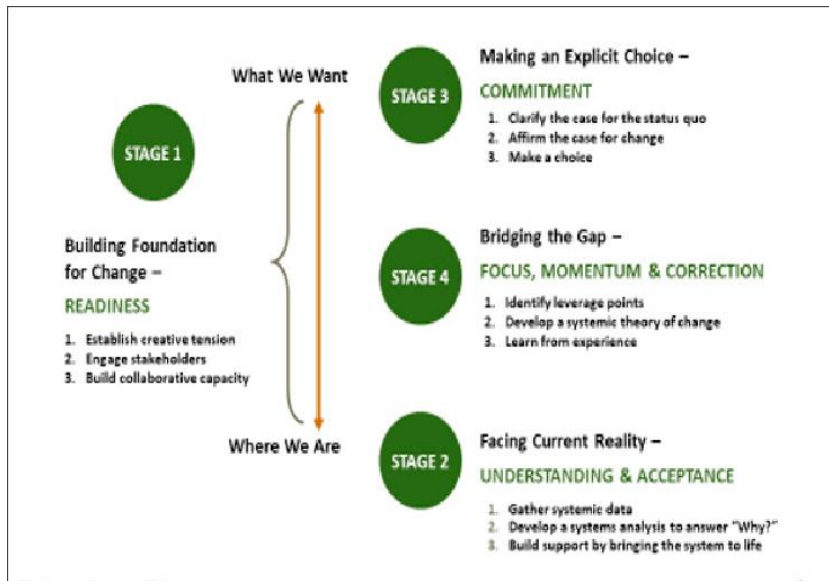 STAGE 1
Building Foundation
for Change –
READINESS
1. Establish creative tension
2. Engage stakeholders
3. Build collaborative capacity
What We Want
Where We Are
STAGE 3
Making an Explicit Choice –
COMMITMENT
1. Clarify the case for the status quo
2. Affirm the case for change
3. Make a choice
STAGE 4
Bridging the Gap –
FOCUS, MOMENTUM & CORRECTION
1. Identify leverage points
2. Develop a systemic theory of change
3. Learn from experience
STAGE 2
Facing Current Reality –
UNDERSTANDING & ACCEPTANCE
1. Gather systemic data
2. Develop a systems analysis to answer “Why?”
3. Build support by bringing the system to life